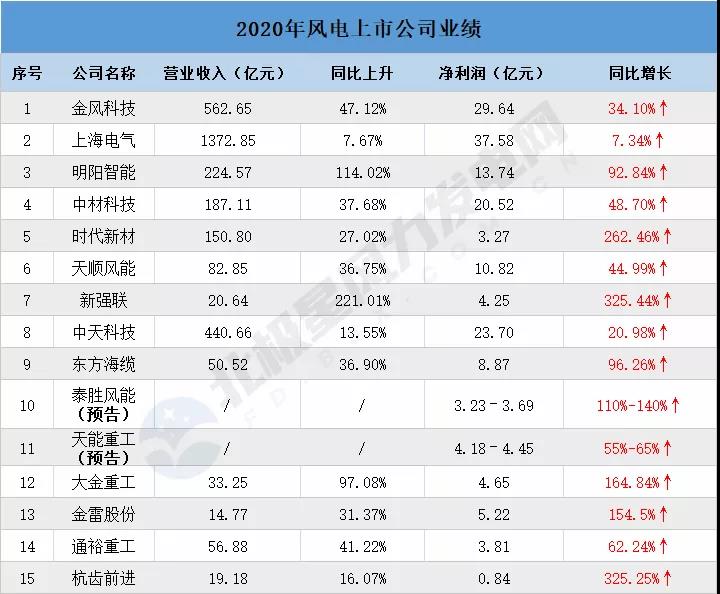 2020年风电上市公司业绩
序号 公司名称 营业收入（亿元） 同比上升 净利润（亿元） 同比增长
1 金风科技 562.65 47.12% 29.64 34.10%↑
2 上海电气 1372.85 7.67% 37.58 7.34%↑
3 明阳智能 224.57 114.02% 13.74 92.84%↑
4 中材科技 187.11 37.68% 20.52 48.70%↑
5 时代新材 150.80 27.02% 3.27 262.46%↑
6 天顺风能 82.85 36.75% 10.82 44.99%↑
7 新强联 20.64 221.01% 4.25 325.44%↑
8 中天科技 440.66 13.55% 23.70 20.98%↑
9 东方海缆 50.52 36.90% 8.87 96.26%↑
10 泰胜风能（预告） / / 3.23－3.69 110%-140%↑
11 天能重工（预告） / / 4.18－4.45 55%-65%↑
12 大金重工 33.25 97.08% 4.65 164.84%↑
13 金雷股份 14.77 31.37% 5.22 154.5%↑
14 通裕重工 56.88 41.22% 3.81 62.24%↑
15 杭齿前进 19.18 16.07% 0.84 325.25%↑
北极星风力发电网